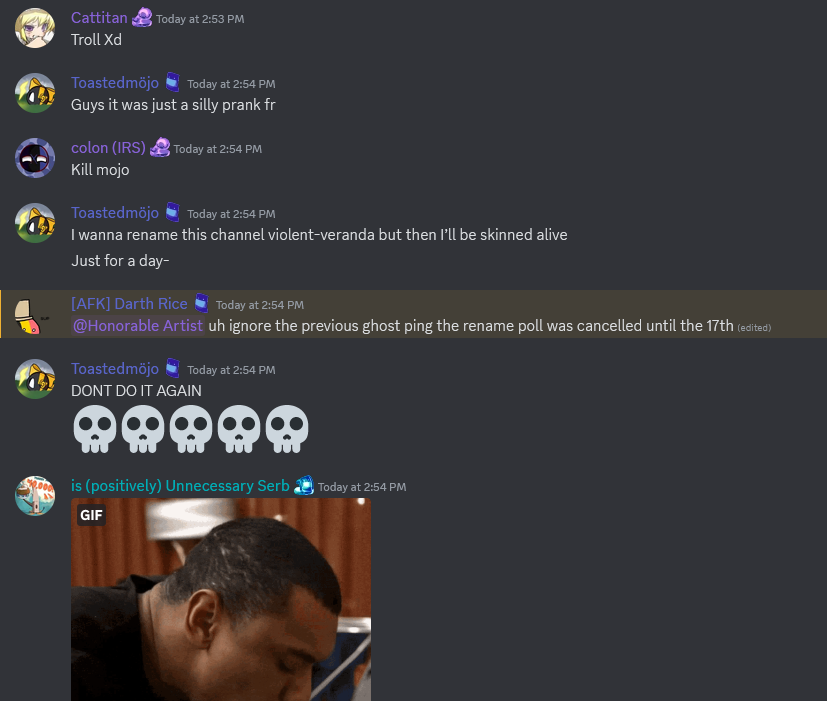 Cattitan Today at 2:53 PM
Troll Xd
Toastedmöjo Today at 2:54 PM
Guys it was just a silly prank fr
colon (IRS) Today at 2:54 PM
Kill mojo
Toastedmöjo Today at 2:54 PM
I wanna rename this channel violent-veranda but then I'll be skinned alive
Just for a day-
[AFK] Darth Rice Today at 2:54 PM
@Honorable Artist uh ignore the previous ghost ping the rename poll was cancelled until the 17th (edited)
Toastedmöjo Today at 2:54 PM
DONT DO IT AGAIN
is (positively) Unnecessary Serb Today at 2:54 PM
GIF